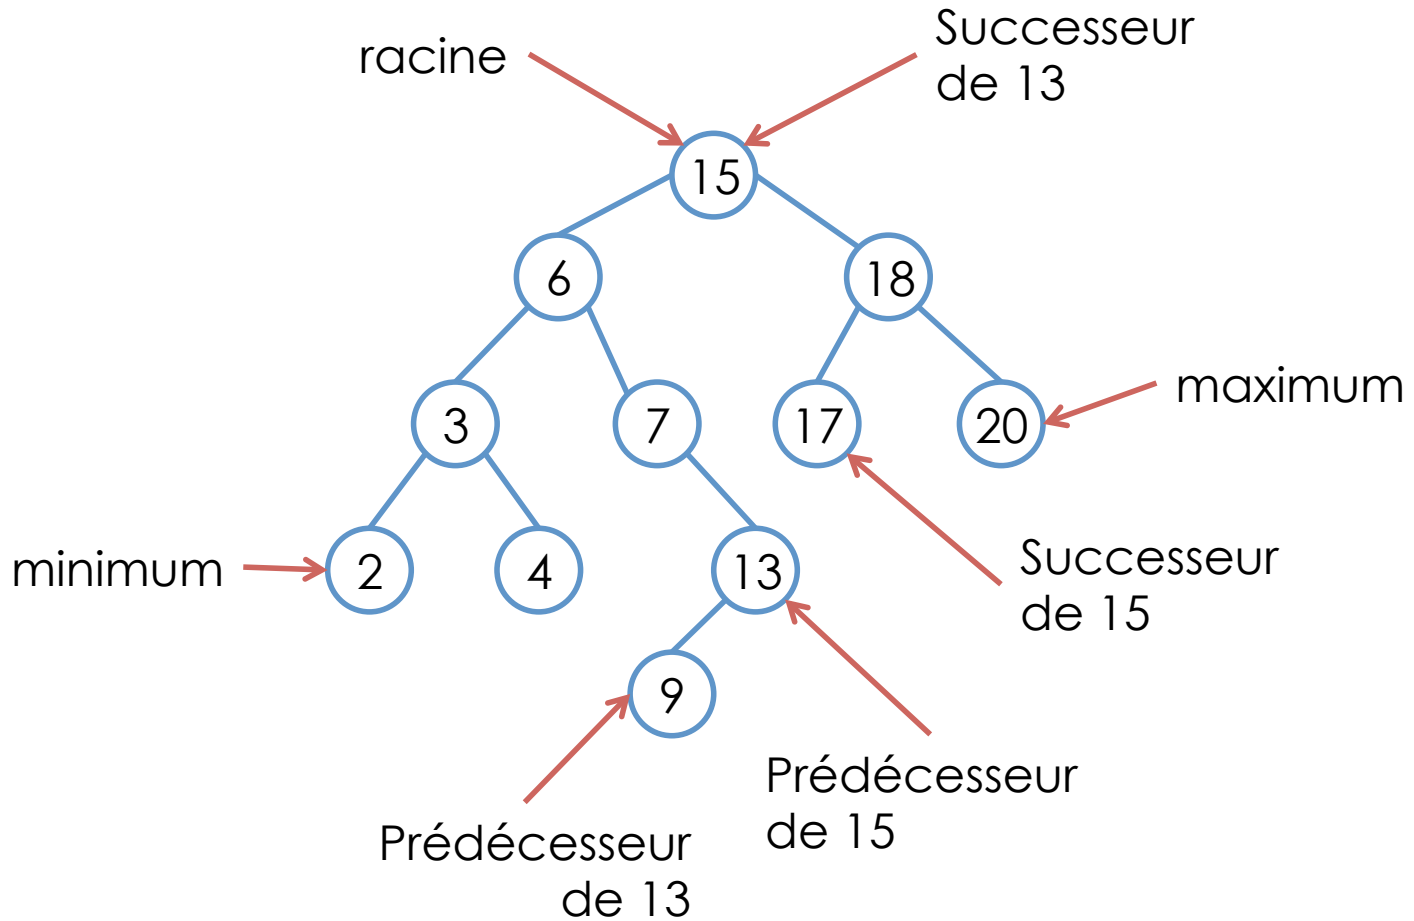 racine
Successeur
de 13
15
6
18
3
7
17
20
maximum
minimum
2
4
13
Successeur
de 15
9
Prédécesseur
de 15
Prédécesseur
de 13